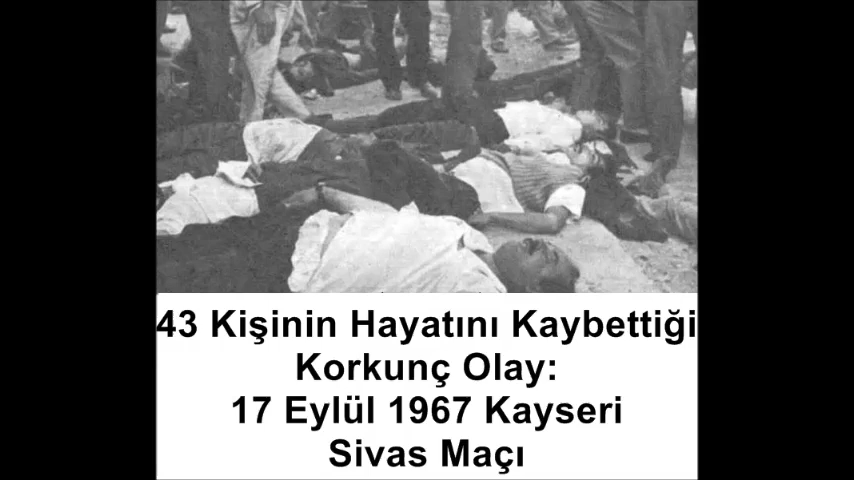 43 Kişinin Hayatını Kaybettiği
Korkunç Olay:
17 Eylül 1967 Kayseri
Sivas Maçı